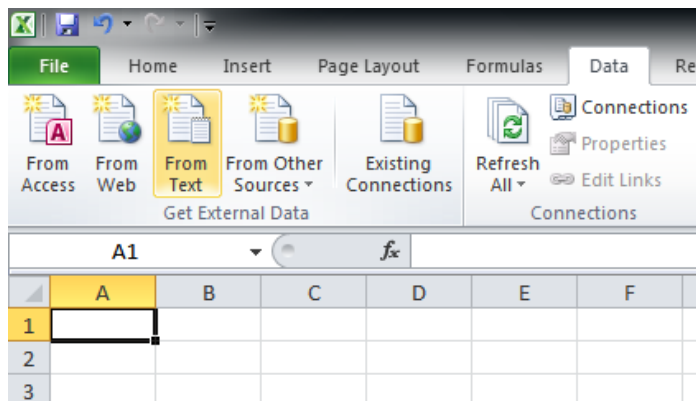 File Home Insert Page Layout Formulas Data Re
Connections
Properties
Edit Links
From Access
From Web
From Text
From Other Sources
Existing Connections
Refresh All
Get External Data
Connections
A1 fx
A B C D E F
1
2
3